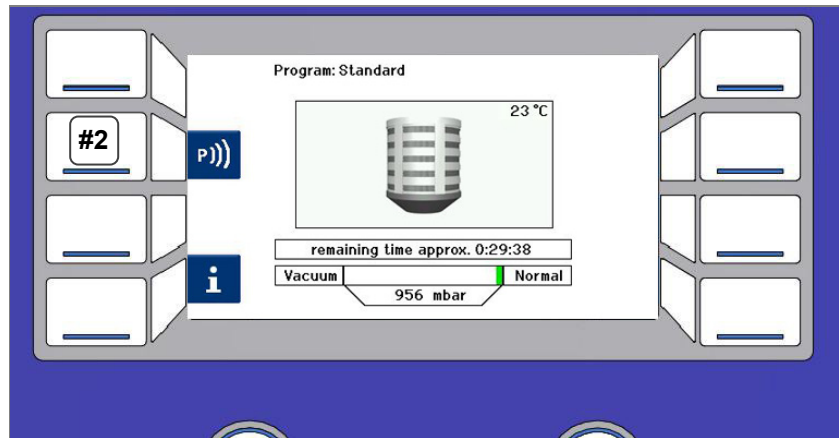 Program: Standard
23 °C
#2
P)))
remaining time approx. 0:29:38
Vacuum
Normal
956 mbar
i